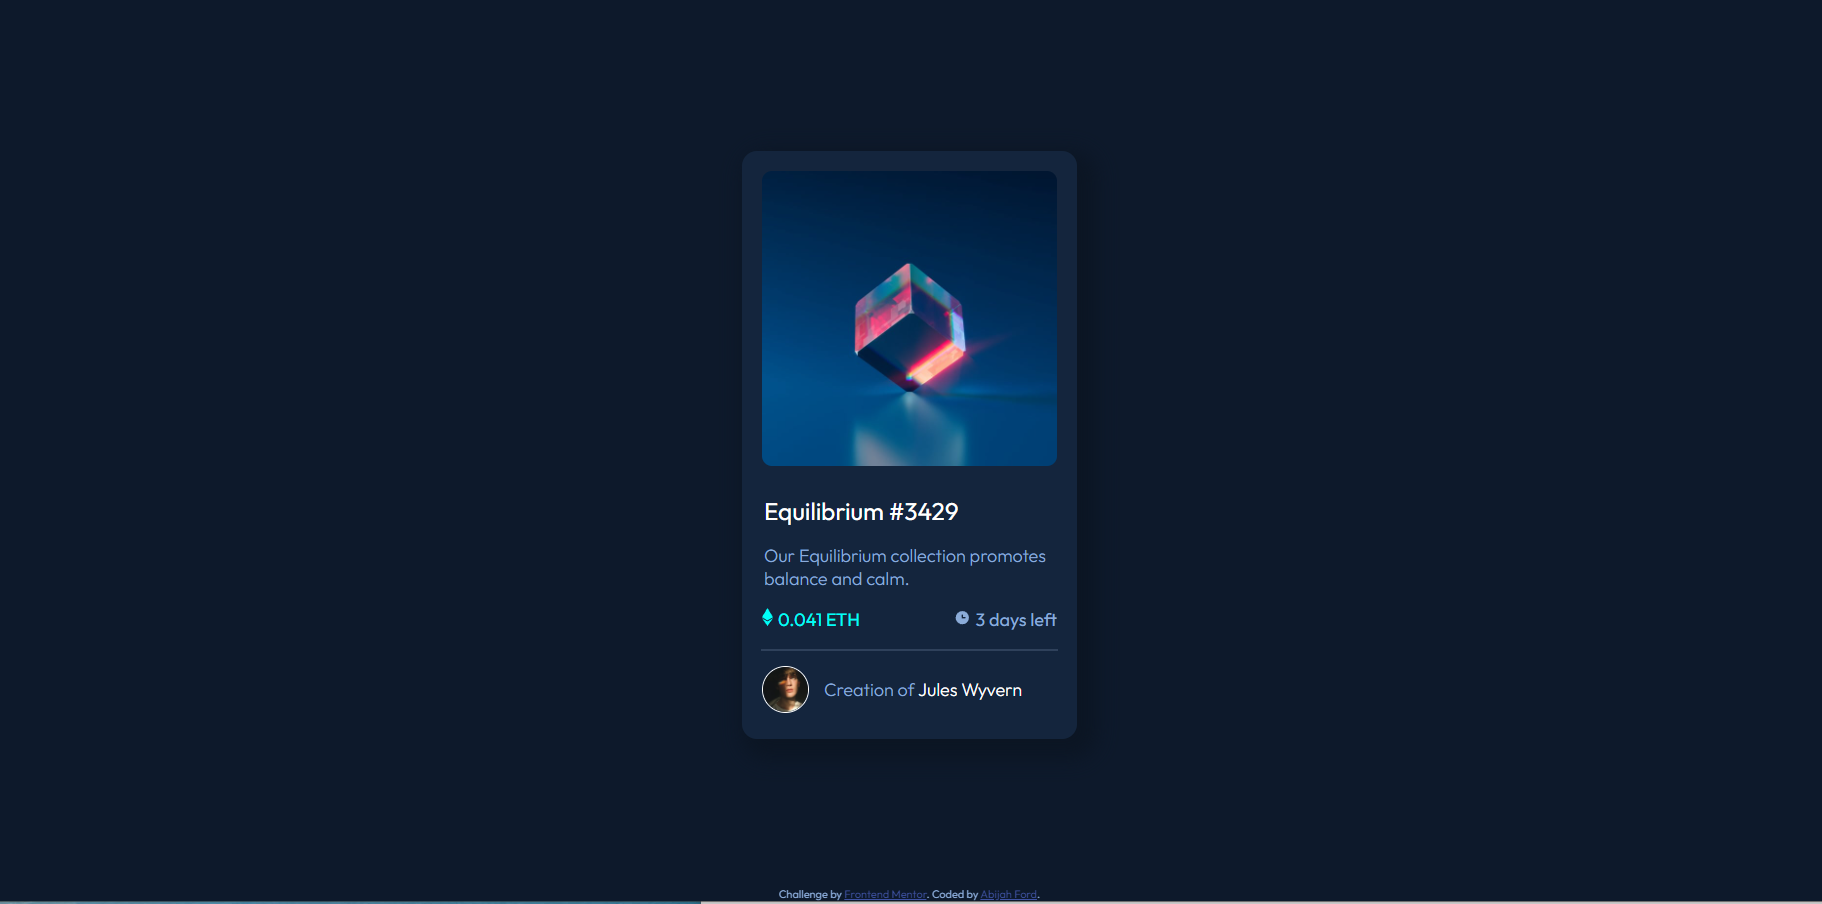 Equilibrium #3429
Our Equilibrium collection promotes
balance and calm.
0.041 ETH
3 days left
Creation of Jules Wyvern
Challenge by Frontend Mentor. Coded by Abijah Ford.